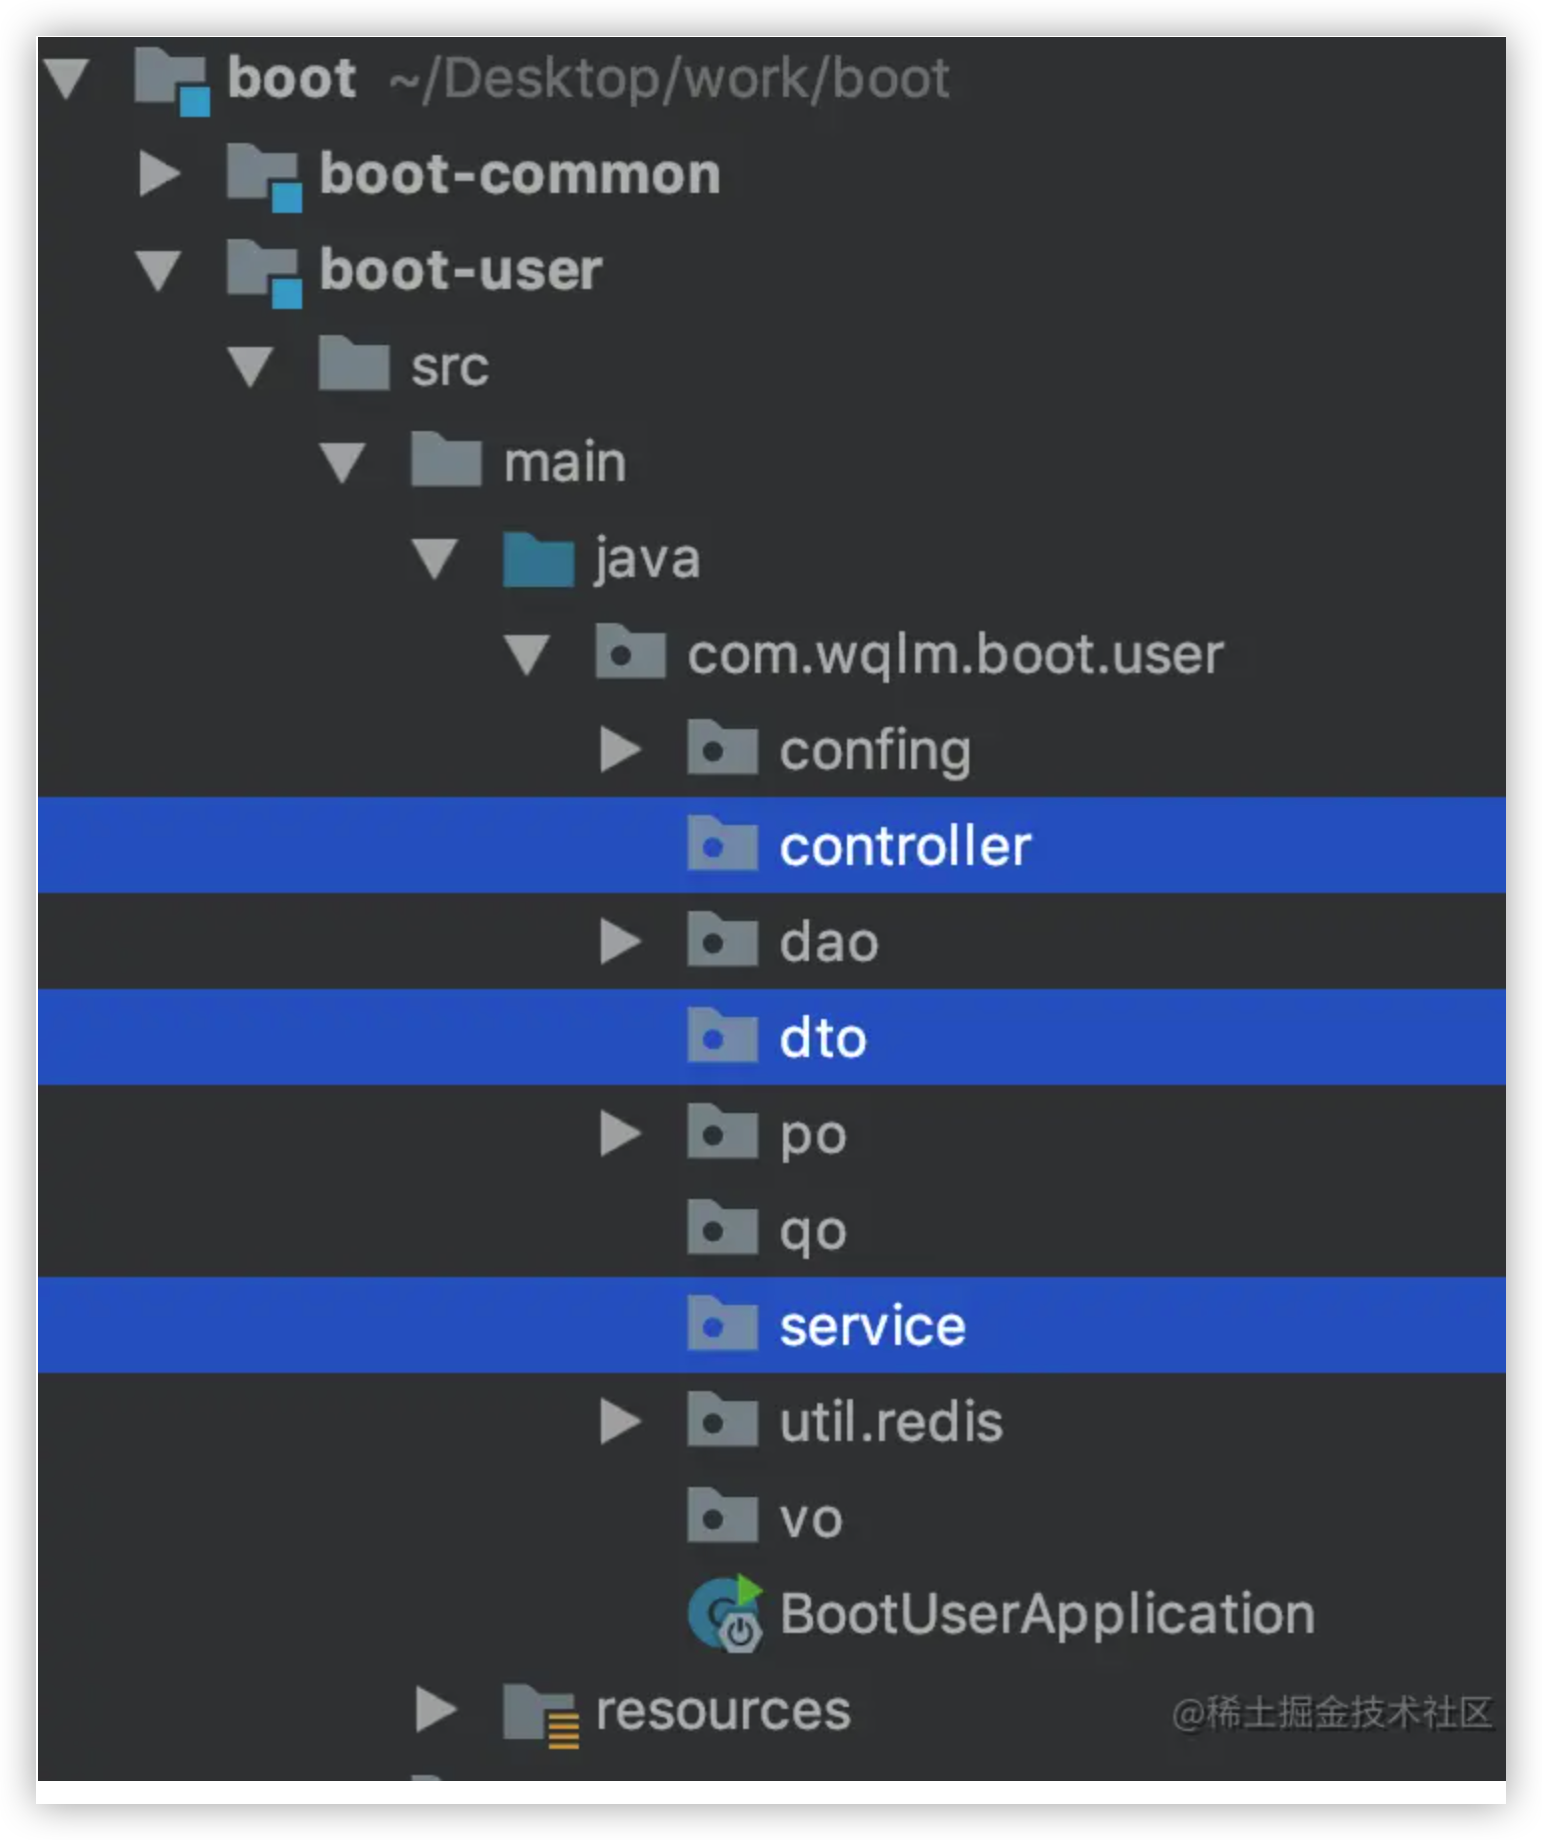 boot ~/Desktop/work/boot
boot-common
boot-user
src
main
java
com.wqlm.boot.user
confing
controller
dao
dto
po
qo
service
util.redis
vo
BootUserApplication
resources
@稀土掘金技术社区